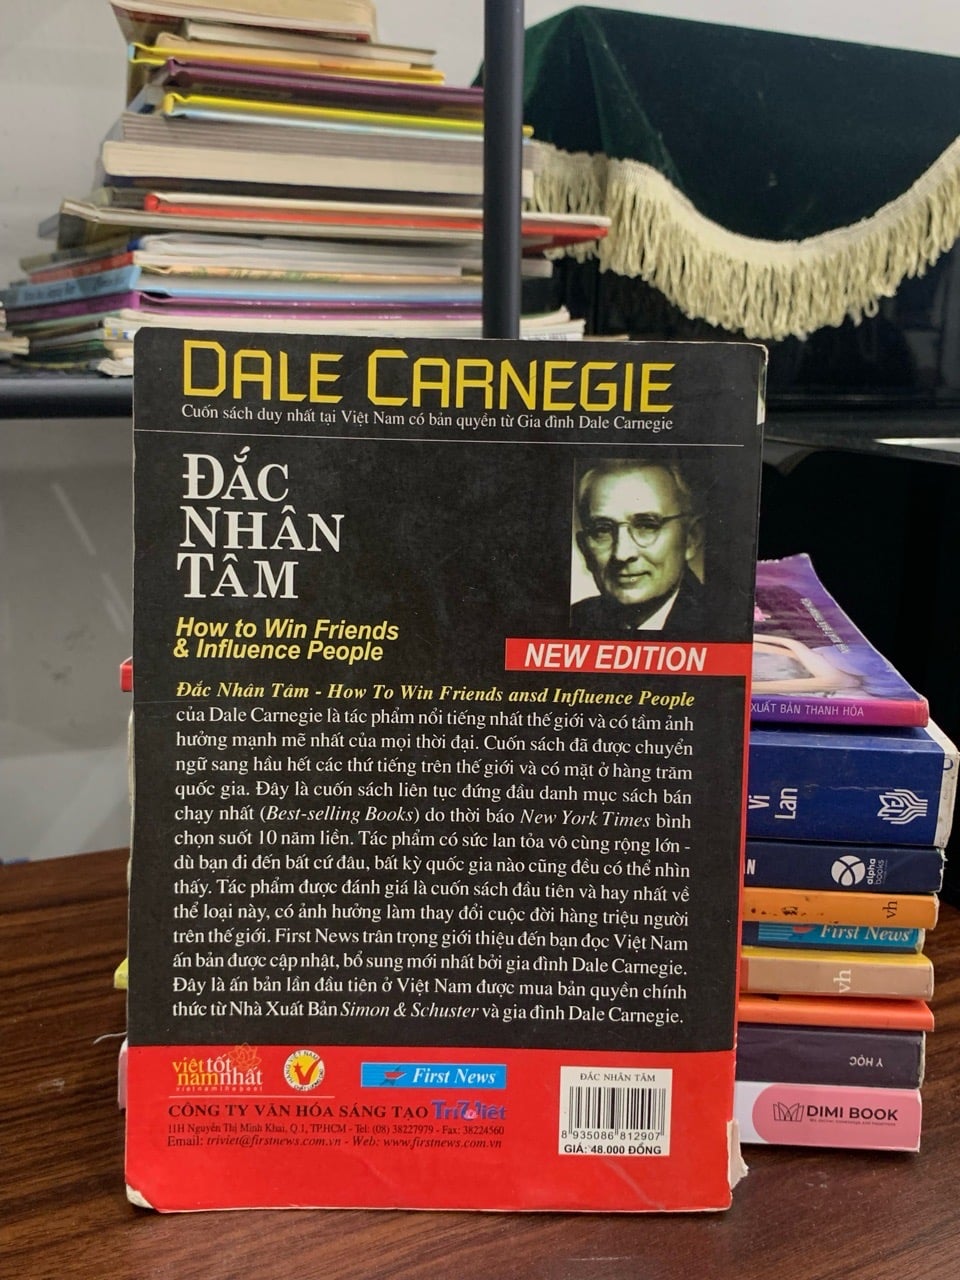 DALE CARNEGIE
Cuốn sách duy nhất tại Việt Nam có bản quyền từ Gia đình Dale Carnegie
ĐẮC
NHÂN
TÂM
How to Win Friends
& Influence People
NEW EDITION
Đắc Nhân Tâm - How To Win Friends ansd Influence People
của Dale Carnegie là tác phẩm nổi tiếng nhất thế giới và có tầm ảnh
hưởng mạnh mẽ nhất của mọi thời đại. Cuốn sách đã được chuyển
ngữ sang hầu hết các thứ tiếng trên thế giới và có mặt ở hàng trăm
quốc gia. Đây là cuốn sách liên tục đứng đầu danh mục sách bán
chạy nhất (Best-selling Books) do thời báo New York Times bình
chọn suốt 10 năm liền. Tác phẩm có sức lan tỏa vô cùng rộng lớn -
dù bạn đi đến bất cứ đâu, bất kỳ quốc gia nào cũng đều có thể nhìn
thấy. Tác phẩm được đánh giá là cuốn sách đầu tiên và hay nhất về
thể loại này, có ảnh hưởng làm thay đổi cuộc đời hàng triệu người
trên thế giới. First News trân trọng giới thiệu đến bạn đọc Việt Nam
ấn bản được cập nhật, bổ sung mới nhất bởi gia đình Dale Carnegie.
Đây là ấn bản lần đầu tiên ở Việt Nam được mua bản quyền chính
thức từ Nhà Xuất Bản Simon & Schuster và gia đình Dale Carnegie.
việt tốt
nam nhất
First News
CÔNG TY VĂN HÓA SÁNG TẠO Trí Việt
11H Nguyễn Thị Minh Khai, Q.1, TP.HCM - Tel: (08) 38227979 - Fax: 38224560
Email: triviet@firstnews.com.vn - Web: www.firstnews.com.vn
ĐẮC NHÂN TÂM
8 935086 812907
GIÁ: 48.000 ĐỒNG
XUẤT BẢN THANH HÓA
Vi
Lan
alpha
books
vh
First News
vh
Y HỌC
DIMI BOOK